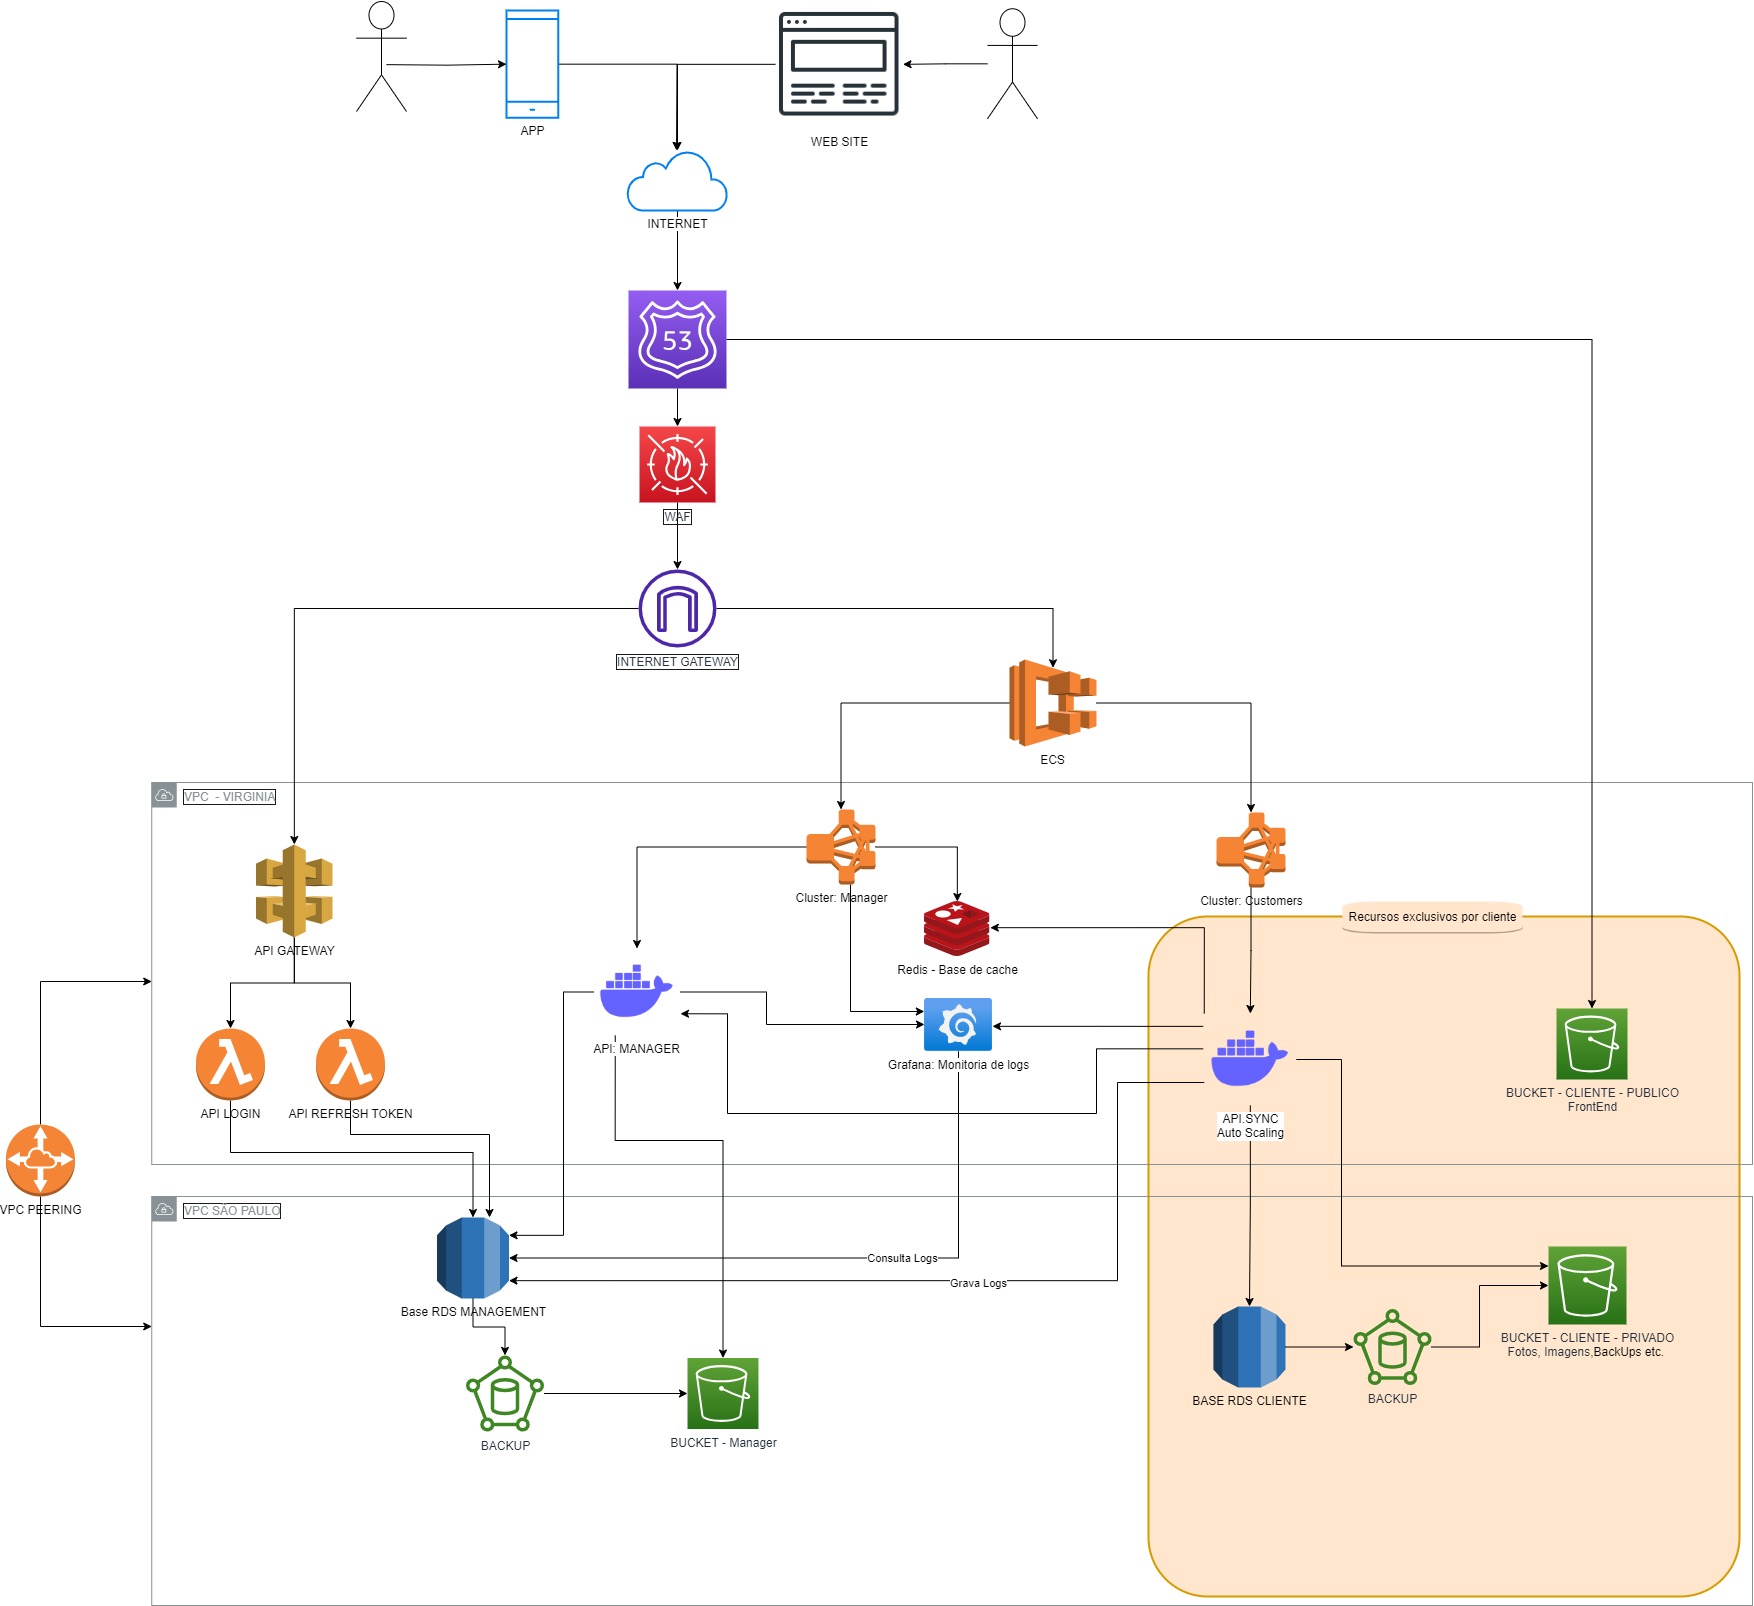 APP
WEB SITE
INTERNET
53
WAF
INTERNET GATEWAY
ECS
VPC - VIRGINIA
Cluster: Manager
Cluster: Customers
Recursos exclusivos por cliente
API GATEWAY
Redis - Base de cache
API: MANAGER
Grafana: Monitoria de logs
BUCKET - CLIENTE - PUBLICO
FrontEnd
API LOGIN
API REFRESH TOKEN
API.SYNC
Auto Scaling
VPC PEERING
VPC SÃO PAULO
Consulta Logs
Grava Logs
Base RDS MANAGEMENT
BUCKET - CLIENTE - PRIVADO
Fotos, Imagens,BackUps etc.
BASE RDS CLIENTE
BACKUP
BACKUP
BUCKET - Manager